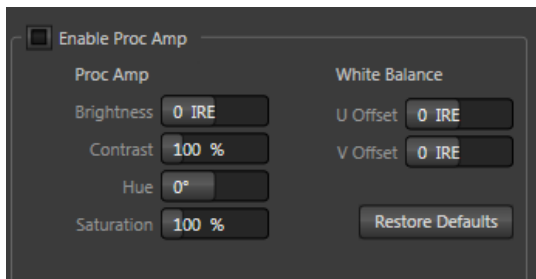 Enable Proc Amp
Proc Amp
Brightness 0 IRE
Contrast 100 %
Hue 0°
Saturation 100 %
White Balance
U Offset 0 IRE
V Offset 0 IRE
Restore Defaults